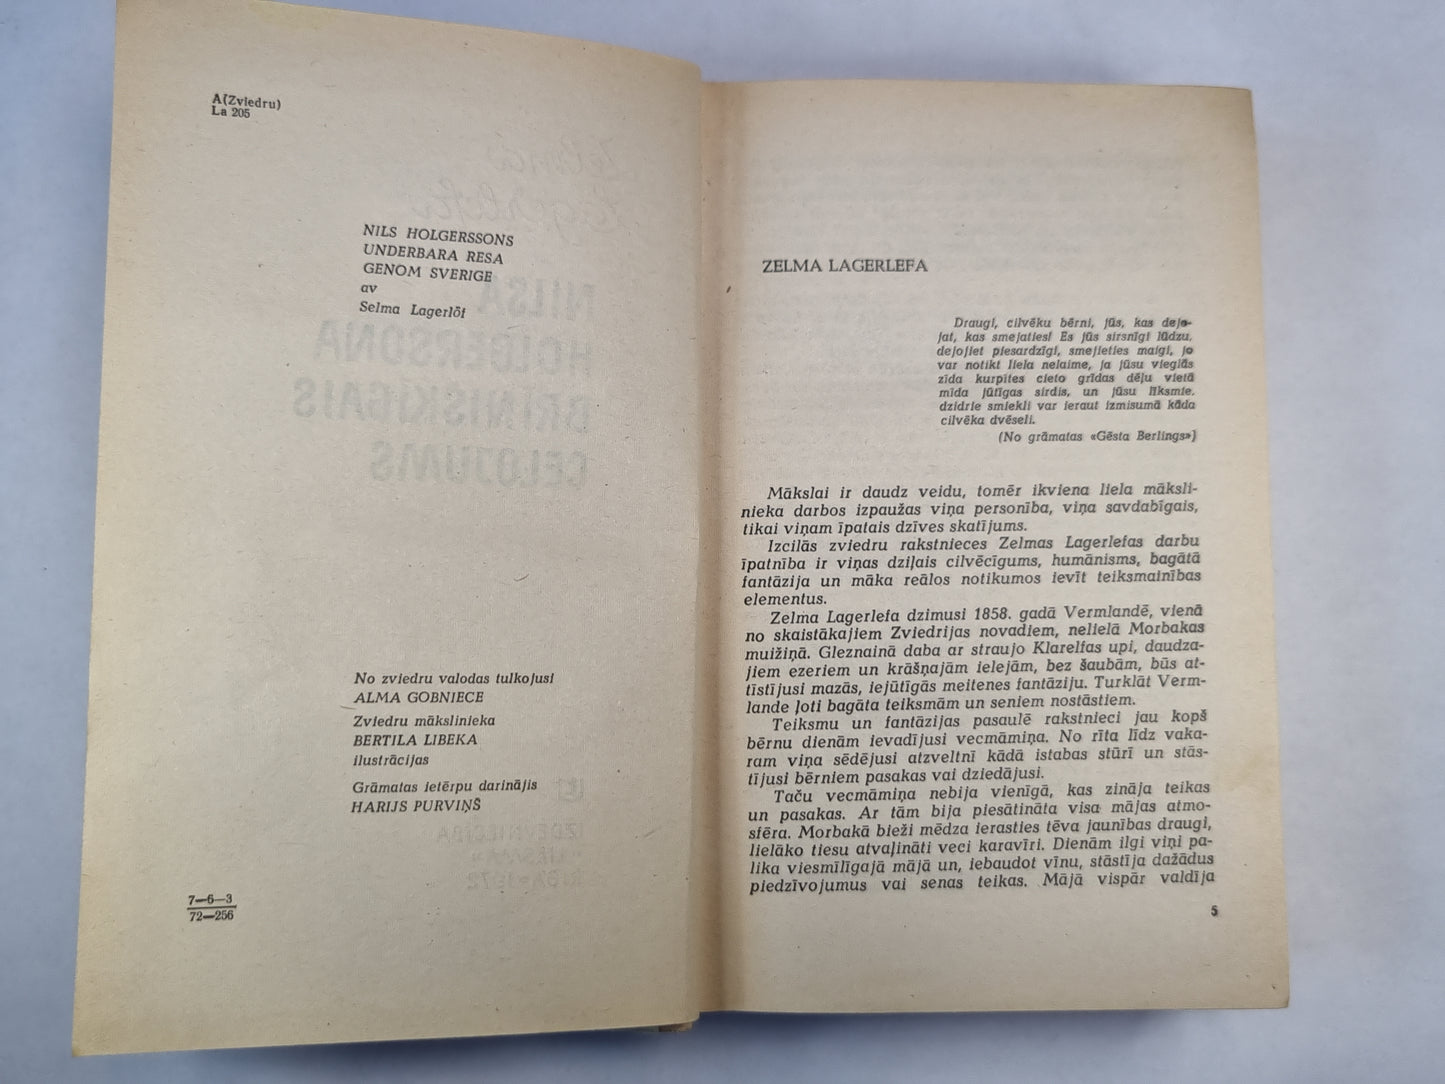 A(Zviedru)
La 205
NILS HOLGERSSONS
UNDERBARA RESA
GENOM SVERIGE
av
Selma Lagerlöf
No zviedru valodas tulkojusi
ALMA GOBNIECE
Zviedru mākslinieka
BERTILA LIBEKA
ilustrācijas
Grāmatas ietērpu darinājis
HARIJS PURVIŅŠ
7—6—3
72—256
ZELMA LAGERLEFA
Draugi, cilvēku bērni, jūs, kas dejo-
jat, kas smejaties! Es jūs sirsnīgi lūdzu,
dejojiet piesardzīgi, smejieties maigi, jo
var notikt liela nelaime, ja jūsu vieglās
zīda kurpītes cieto grīdas dēļu vietā
mīda jūtīgas sirdis, un jūsu līksmie,
dzidrie smiekli var ieraut izmisumā kāda
cilvēka dvēseli.
(No grāmatas «Gēsta Berlings»)
Mākslai ir daudz veidu, tomēr ikviena liela māksli-
nieka darbos izpaužas viņa personība, viņa savdabīgais,
tikai viņam īpatais dzīves skatījums.
Izcilās zviedru rakstnieces Zelmas Lagerlefas darbu
īpatnība ir viņas dziļais cilvēcīgums, humānisms, bagātā
fantāzija un māka reālos notikumos ievīt teiksmainības
elementus.
Zelma Lagerlefa dzimusi 1858. gadā Vermlandē, vienā
no skaistākajiem Zviedrijas novadiem, nelielā Morbakas
muižiņā. Gleznainā daba ar straujo Klarelfas upi, daudza-
jiem ezeriem un krāšņajām ielejām, bez šaubām, būs at-
tīstījusi mazās, iejūtīgās meitenes fantāziju. Turklāt Verm-
lande ļoti bagāta teiksmām un seniem nostāstiem.
Teiksmu un fantāzijas pasaulē rakstnieci jau kopš
bērnu dienām ievadījusi vecmāmiņa. No rīta līdz vaka-
ram viņa sēdējusi atzveltnī kādā istabas stūrī un stās-
tījusi bērniem pasakas vai dziedājusi.
Taču vecmāmiņa nebija vienīgā, kas zināja teikas
un pasakas. Ar tām bija piesātināta visa mājas atmo-
sfēra. Morbakā bieži mēdza ierasties tēva jaunības draugi,
lielāko tiesu atvaļināti veci karavīri. Dienām ilgi viņi pa-
lika viesmīlīgajā mājā un, iebaudot vīnu, stāstīja dažādus
piedzīvojumus vai senas teikas. Mājā vispār valdīja
5